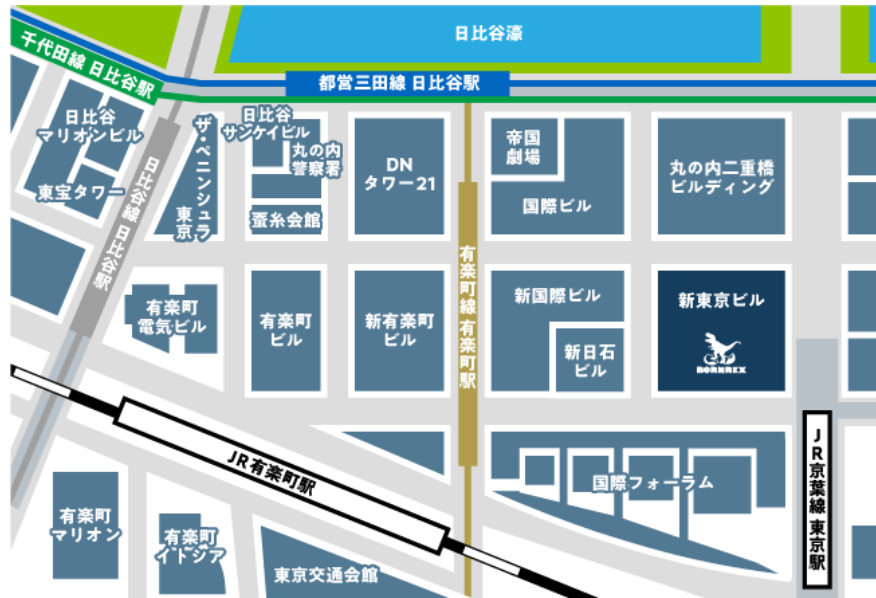 日比谷濠
千代田線 日比谷駅
都営三田線 日比谷駅
日比谷
マリオンビル
東宝タワー
日比谷線 日比谷駅
ザ・ペニンシュラ
東京
日比谷
サンケイビル
丸の内
警察署
蚕糸会館
DN
タワー21
帝国
劇場
国際ビル
丸の内二重橋
ビルディング
有楽町
電気ビル
有楽町
ビル
新有楽町
ビル
有楽町線 有楽町駅
新国際ビル
新日石
ビル
新東京ビル
BORNREX
JR有楽町駅
国際フォーラム
JR京葉線 東京駅
有楽町
マリオン
有楽町
イトシア
東京交通会館